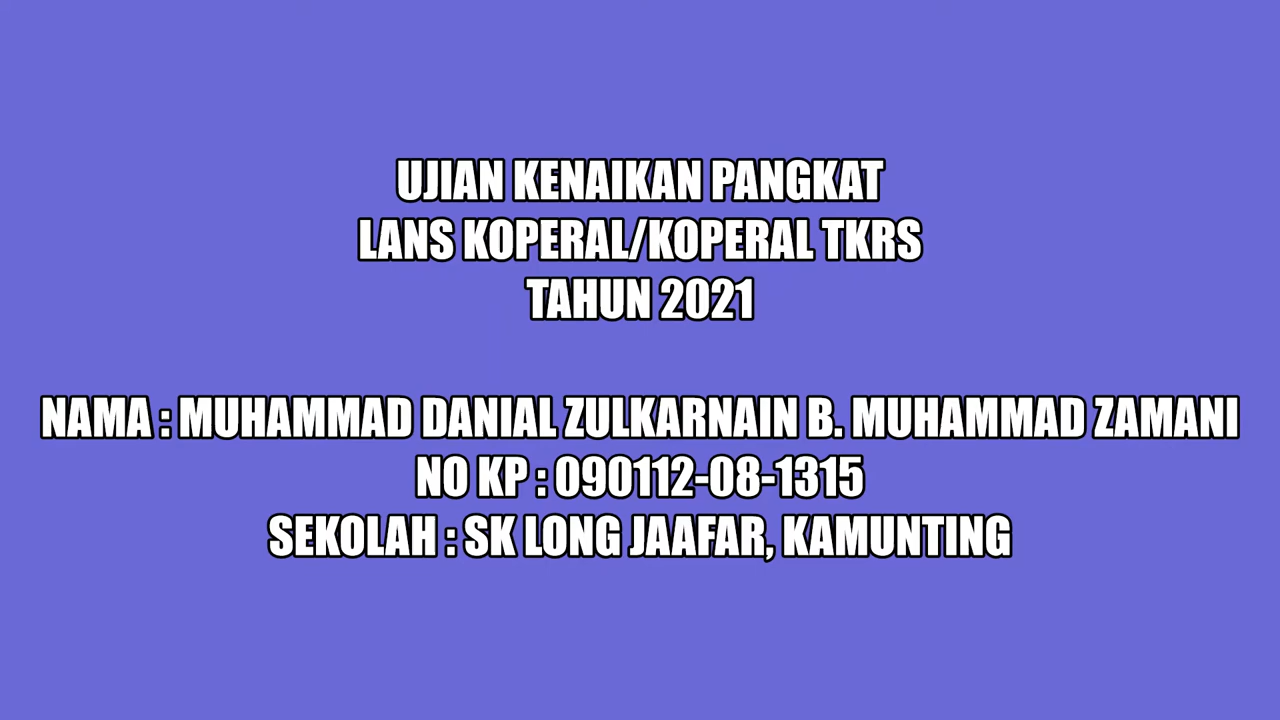 UJIAN KENAIKAN PANGKAT
LANS KOPERAL/KOPERAL TKRS
TAHUN 2021
NAMA : MUHAMMAD DANIAL ZULKARNAIN B. MUHAMMAD ZAMANI
NO KP : 090112-08-1315
SEKOLAH : SK LONG JAAFAR, KAMUNTING